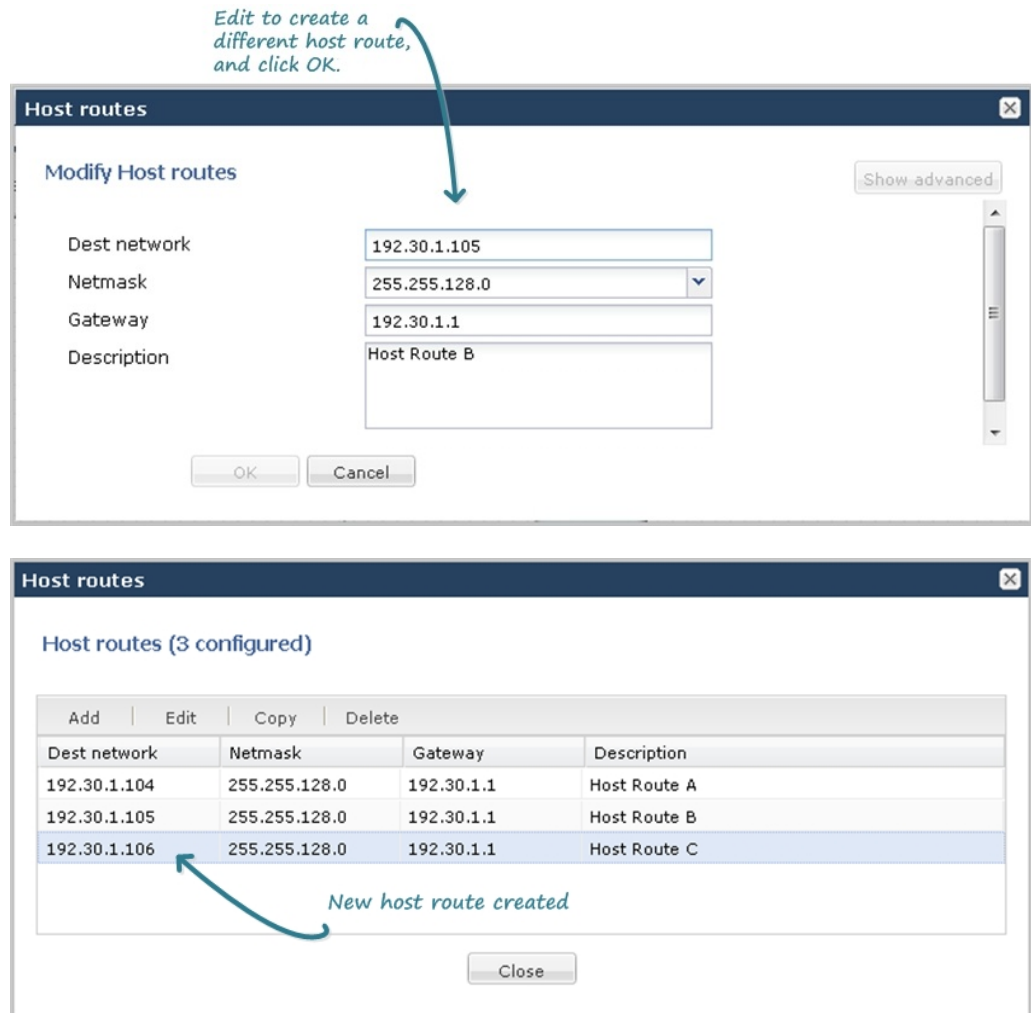 Edit to create a
different host route,
and click OK.
Host routes
Modify Host routes
Show advanced
Dest network
192.30.1.105
Netmask
255.255.128.0
Gateway
192.30.1.1
Description
Host Route B
OK
Cancel
Host routes
Host routes (3 configured)
Add Edit Copy Delete
Dest network Netmask Gateway Description
192.30.1.104 255.255.128.0 192.30.1.1 Host Route A
192.30.1.105 255.255.128.0 192.30.1.1 Host Route B
192.30.1.106 255.255.128.0 192.30.1.1 Host Route C
New host route created
Close